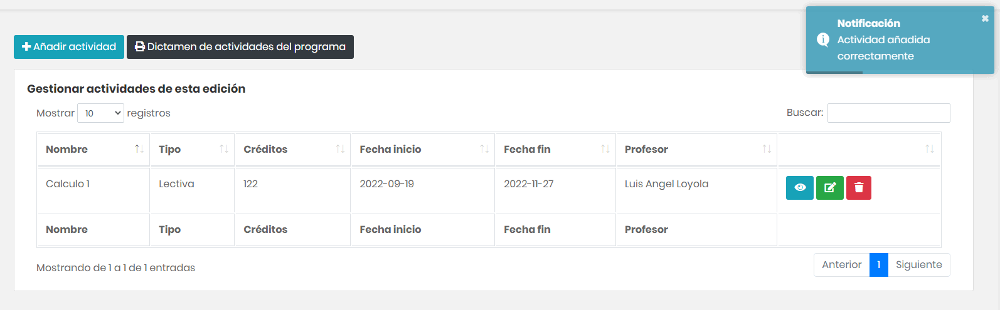 Notificación
Actividad añadida
correctamente
Añadir actividad Dictamen de actividades del programa
Gestionar actividades de esta edición
Mostrar 10 registros Buscar:
Nombre Tipo Créditos Fecha inicio Fecha fin Profesor
Calculo 1 Lectiva 122 2022-09-19 2022-11-27 Luis Angel Loyola
Nombre Tipo Créditos Fecha inicio Fecha fin Profesor
Mostrando de 1 a 1 de 1 entradas Anterior 1 Siguiente